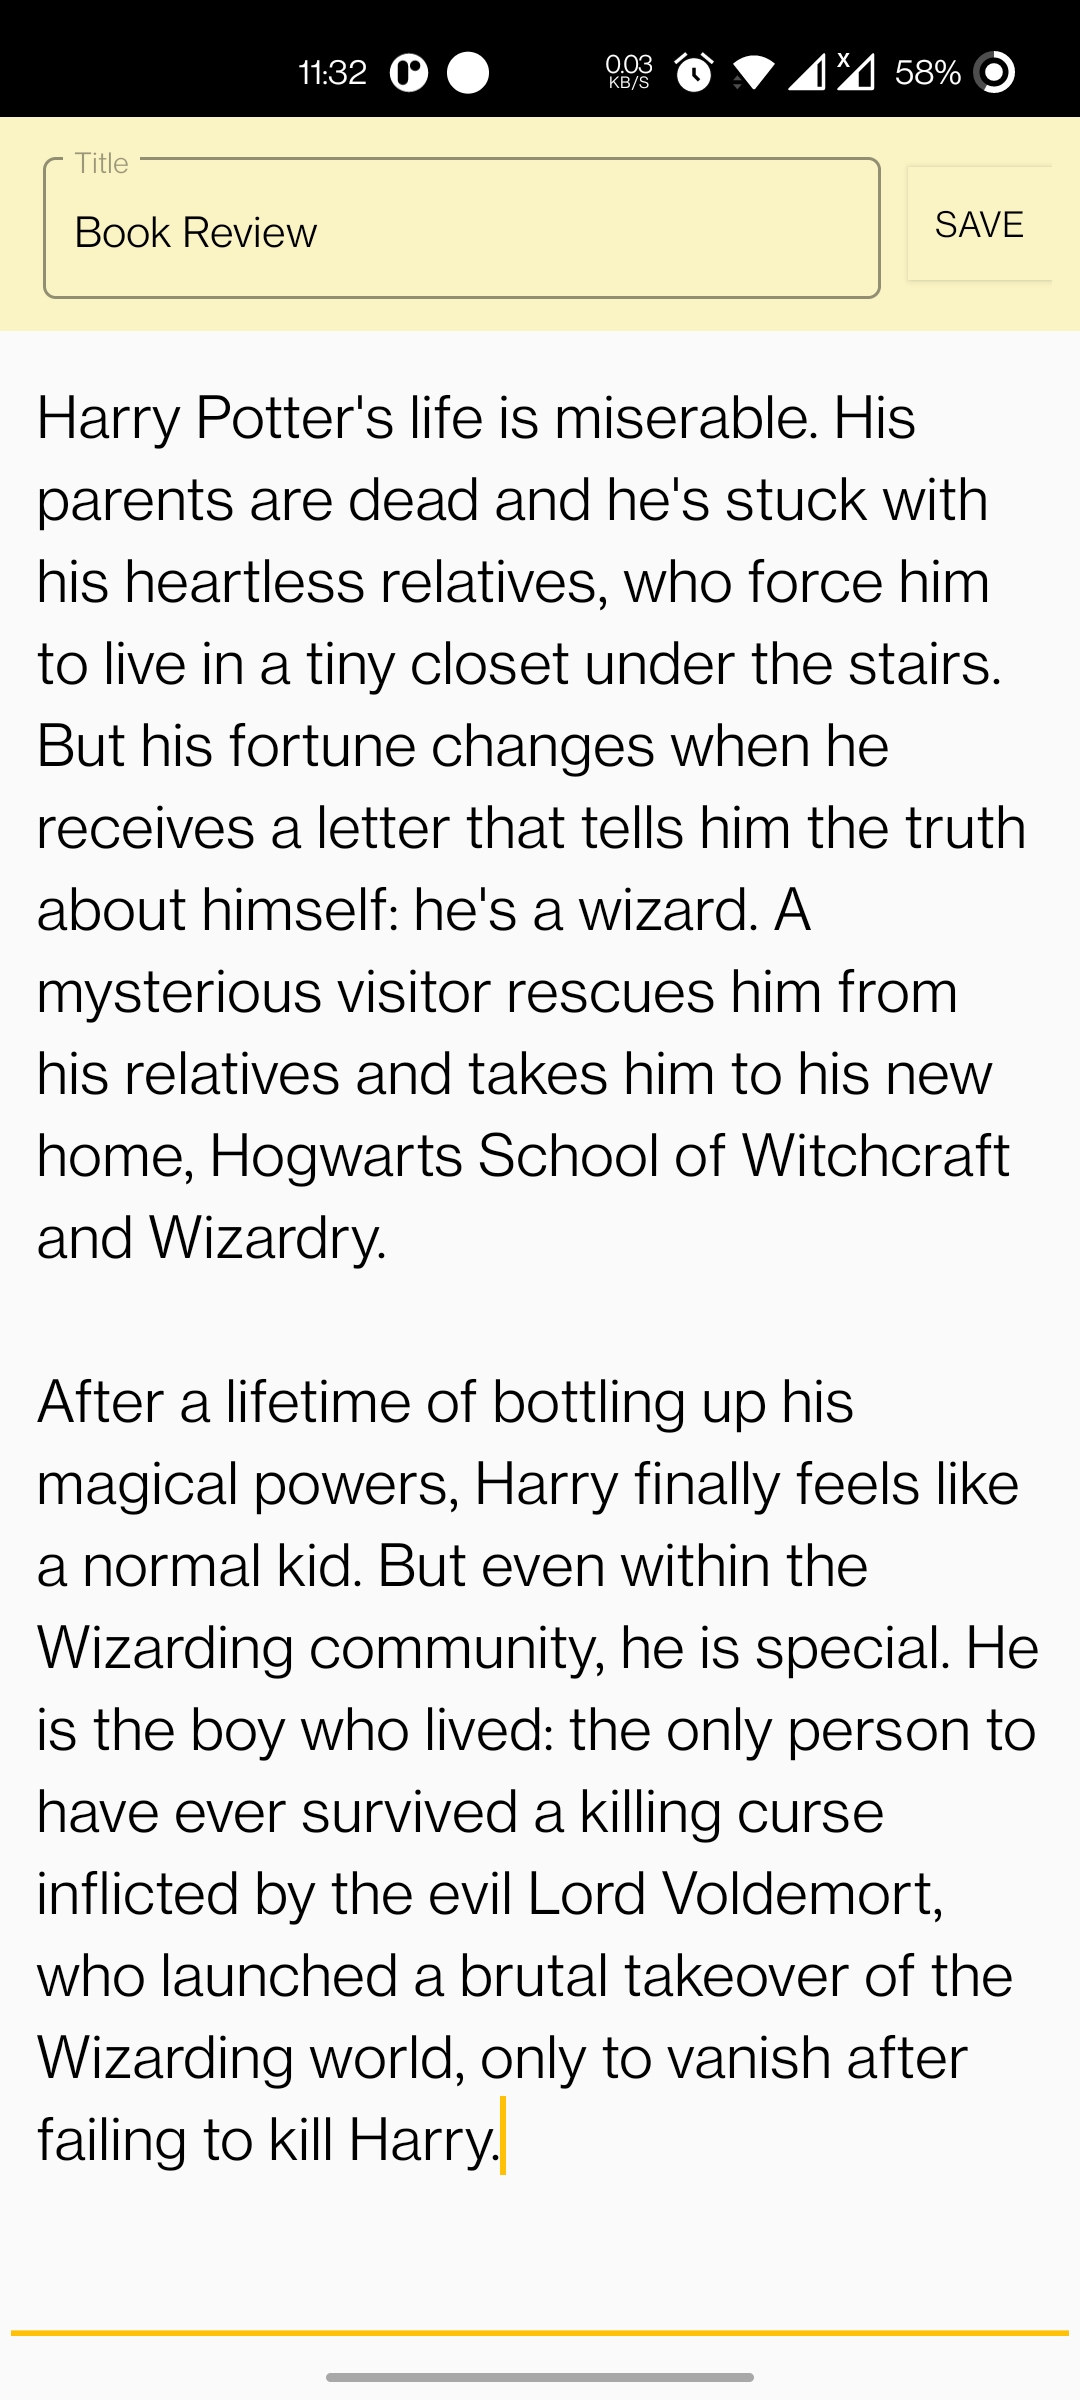 11:32
0.03
KB/S
x
58%
Title
Book Review
SAVE
Harry Potter's life is miserable. His
parents are dead and he's stuck with
his heartless relatives, who force him
to live in a tiny closet under the stairs.
But his fortune changes when he
receives a letter that tells him the truth
about himself: he's a wizard. A
mysterious visitor rescues him from
his relatives and takes him to his new
home, Hogwarts School of Witchcraft
and Wizardry.
After a lifetime of bottling up his
magical powers, Harry finally feels like
a normal kid. But even within the
Wizarding community, he is special. He
is the boy who lived: the only person to
have ever survived a killing curse
inflicted by the evil Lord Voldemort,
who launched a brutal takeover of the
Wizarding world, only to vanish after
failing to kill Harry.